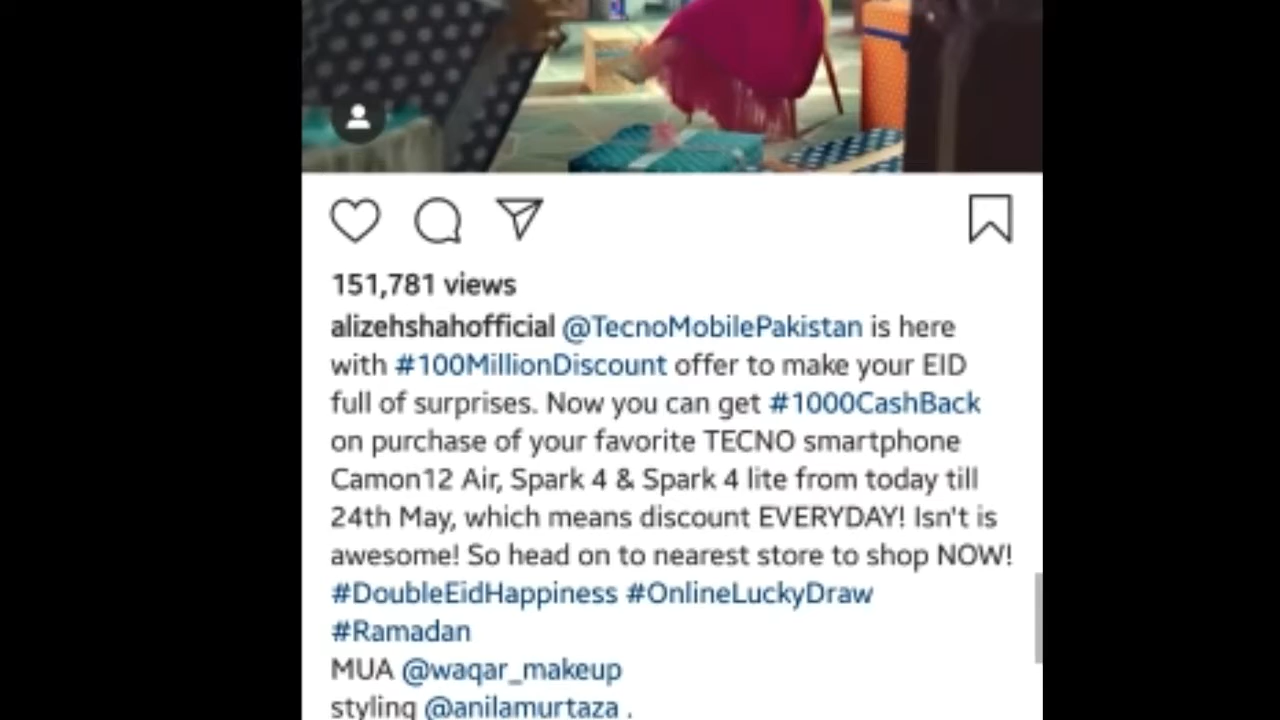 151,781 views
alizehshahofficial @TecnoMobilePakistan is here
with #100MillionDiscount offer to make your EID
full of surprises. Now you can get #1000CashBack
on purchase of your favorite TECNO smartphone
Camon12 Air, Spark 4 & Spark 4 lite from today till
24th May, which means discount EVERYDAY! Isn't is
awesome! So head on to nearest store to shop NOW!
#DoubleEidHappiness #OnlineLuckyDraw
#Ramadan
MUA @waqar_makeup
styling @anilamurtaza .